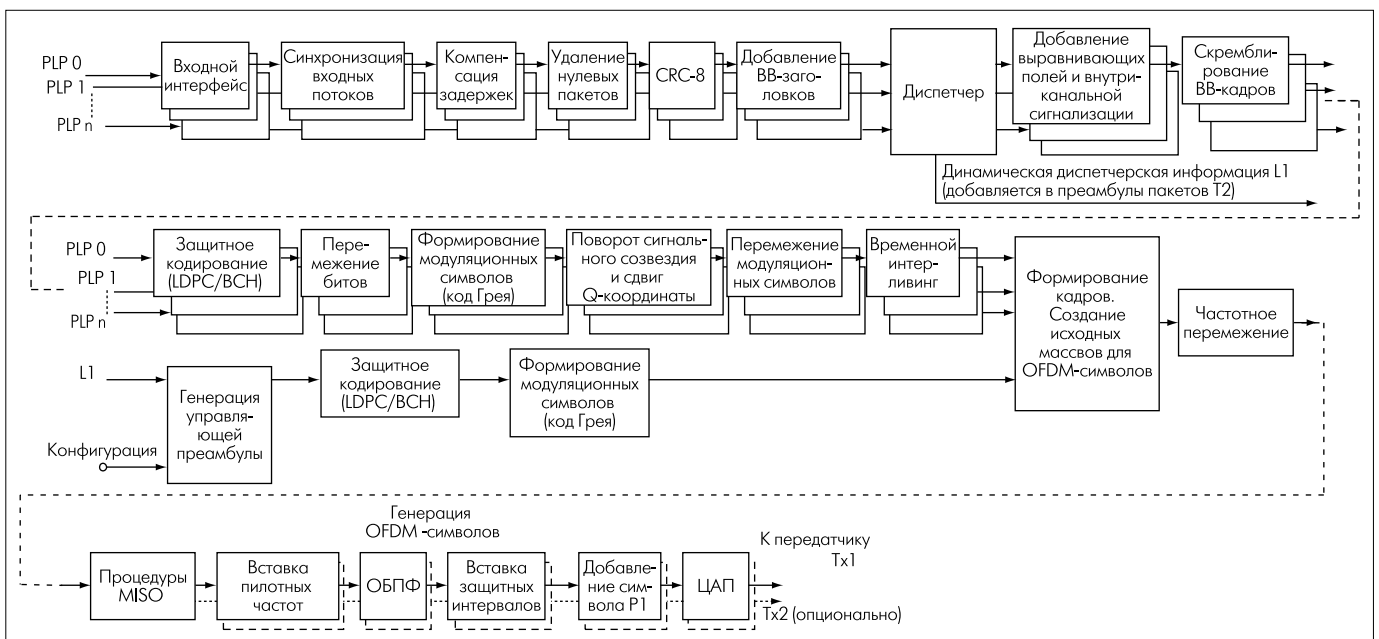 PLP 0
PLP 1
PLP n
Входной
интерфейс
Синхронизация
входных
потоков
Компен-
сация
задержек
Удаление
нулевых
пакетов
CRC-8
Добавление
BB-заго-
ловков
Диспетчер
Добавление
выравнивающих
полей и внутри-
канальной
сигнализации
Скрембли-
рование
BB-кадров
Динамическая диспетчерская информация L1
(добавляется в преамбулы пакетов T2)
PLP 0
PLP 1
PLP n
Защитное
кодирование
(LDPC/BCH)
Пере-
межение
битов
Формирование
модуляционных
символов
(код Грея)
Поворот сигналь-
ного созвездия
и сдвиг
Q-координаты
Перемежение
модуляцион-
ных символов
Временной
интер-
ливинг
Формирование
кадров.
Создание
исходных
массвов для
OFDM-символов
Частотное
перемежение
L1
Конфигурация
Генерация
управля-
ющей
преамбулы
Защитное
кодирование
(LDPC/BCH)
Формирование
модуляционных
символов
(код Грея)
Генерация
OFDM -символов
Процедуры
MISO
Вставка
пилотных
частот
ОБПФ
Вставка
защитных
интервалов
Добавле-
ние сим-
вола P1
ЦАП
К передатчику
Tx1
Tx2 (опционально)